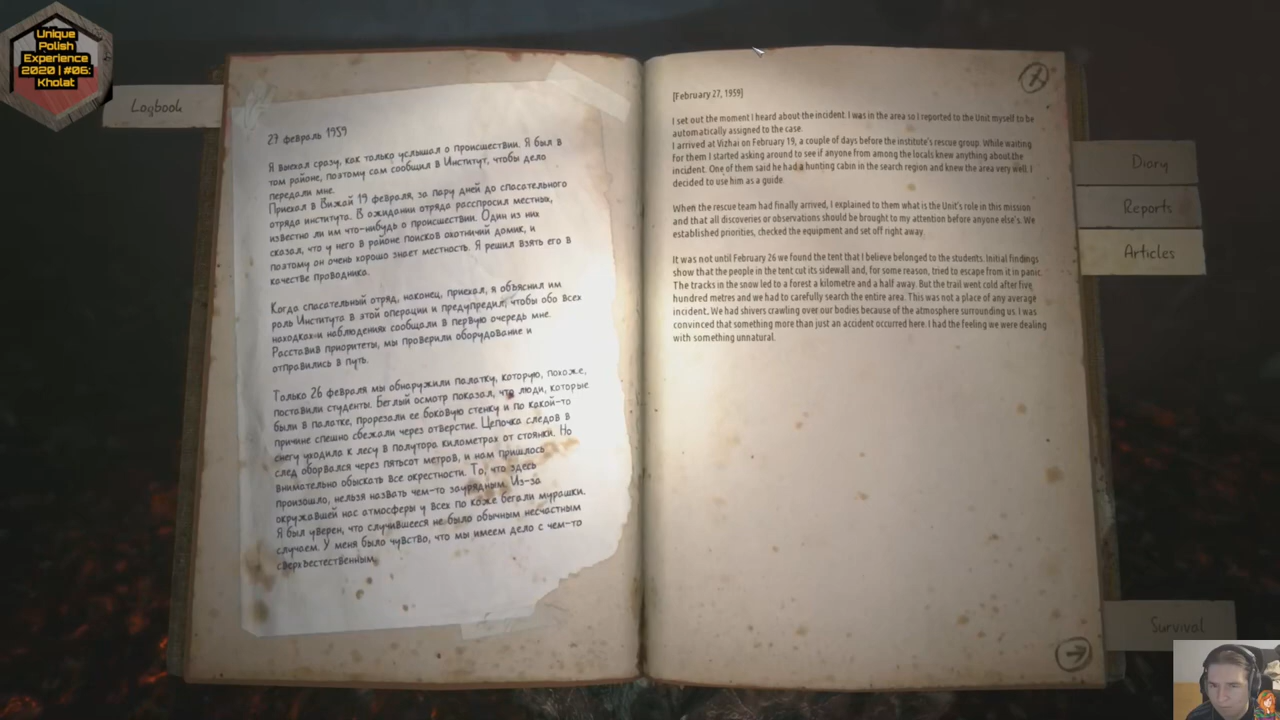 Unique
Polish
Experience
2020 | #06:
Kholat
Logbook
27 февраль 1959
Я выехал сразу, как только услышал о происшествии. Я был в
том районе, поэтому сам сообщил в Институт, чтобы дело
передали мне.
Приехал в Вижай 19 февраля, за пару дней до спасательного
отряда института. В ожидании отряда расспросил местных,
известно ли им что-нибудь о происшествии. Один из них
сказал, что у него в районе поисков охотничий домик, и
поэтому он очень хорошо знает местность. Я решил взять его в
качестве проводника.
Когда спасательный отряд, наконец, приехал, я объяснил им
роль Института в этой операции и предупредил, чтобы обо всех
находках и наблюдениях сообщали в первую очередь мне.
Расставив приоритеты, мы проверили оборудование и
отправились в путь.
Только 26 февраля мы обнаружили палатку, которую, похоже,
поставили студенты. Беглый осмотр показал, что люди, которые
были в палатке, прорезали ее боковую стенку и по какой-то
причине спешно сбежали через отверстие. Цепочка следов в
снегу уходила к лесу в полутора километрах от стоянки. Но
след оборвался через пятьсот метров, и нам пришлось
внимательно обыскать все окрестности. То, что здесь
произошло, нельзя назвать чем-то заурядным. Из-за
окружавшей нас атмосферы у всех по коже бегали мурашки.
Я был уверен, что случившееся не было обычным несчастным
случаем. У меня было чувство, что мы имеем дело с чем-то
сверхъестественным.
[February 27, 1959]
I set out the moment I heard about the incident. I was in the area so I reported to the Unit myself to be
automatically assigned to the case.
I arrived at Vizhai on February 19, a couple of days before the institute's rescue group. While waiting
for them I started asking around to see if anyone from among the locals knew anything about the
incident. One of them said he had a hunting cabin in the search region and knew the area very well. I
decided to use him as a guide.
When the rescue team had finally arrived, I explained to them what is the Unit's role in this mission
and that all discoveries or observations should be brought to my attention before anyone else's. We
established priorities, checked the equipment and set off right away.
It was not until February 26 we found the tent that I believe belonged to the students. Initial findings
show that the people in the tent cut its sidewall and, for some reason, tried to escape from it in panic.
The tracks in the snow led to a forest a kilometre and a half away. But the trail went cold after five
hundred metres and we had to carefully search the entire area. This was not a place of any average
incident. We had shivers crawling over our bodies because of the atmosphere surrounding us. I was
convinced that something more than just an accident occurred here. I had the feeling we were dealing
with something unnatural.
Diary
Reports
Articles
Survival